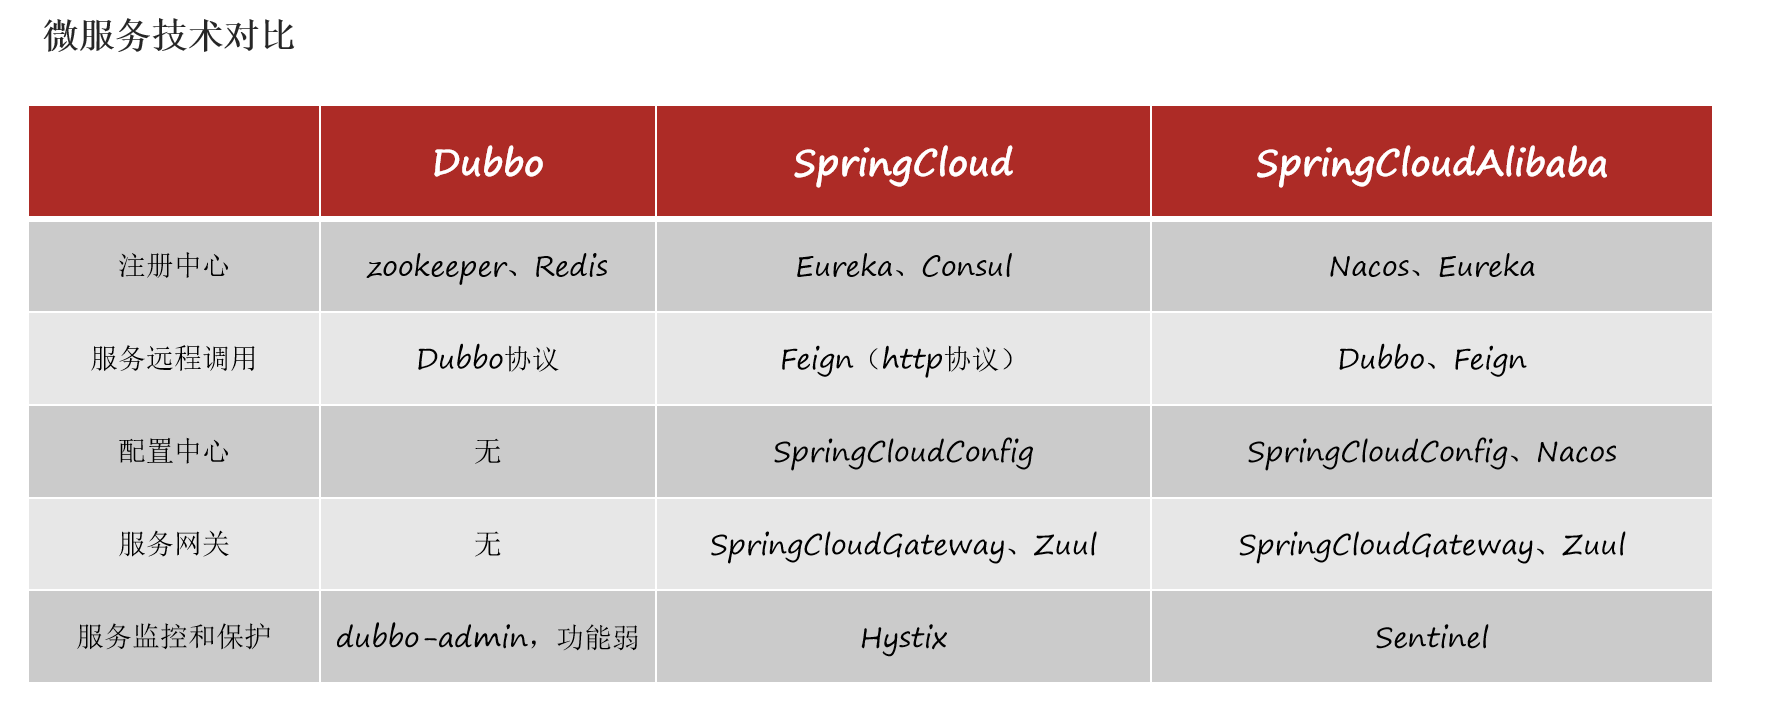 微服务技术对比
Dubbo SpringCloud SpringCloudAlibaba
注册中心 zookeeper、Redis Eureka、Consul Nacos、Eureka
服务远程调用 Dubbo协议 Feign（http协议） Dubbo、Feign
配置中心 无 SpringCloudConfig SpringCloudConfig、Nacos
服务网关 无 SpringCloudGateway、Zuul SpringCloudGateway、Zuul
服务监控和保护 dubbo-admin，功能弱 Hystix Sentinel